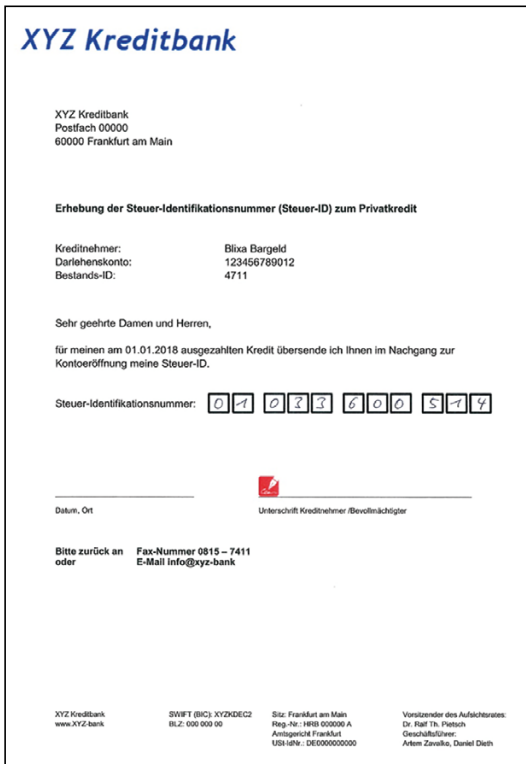 XYZ Kreditbank
XYZ Kreditbank
Postfach 00000
60000 Frankfurt am Main
Erhebung der Steuer-Identifikationsnummer (Steuer-ID) zum Privatkredit
Kreditnehmer: Blixa Bargeld
Darlehenskonto: 123456789012
Bestands-ID: 4711
Sehr geehrte Damen und Herren,
für meinen am 01.01.2018 ausgezahlten Kredit übersende ich Ihnen im Nachgang zur
Kontoeröffnung meine Steuer-ID.
Steuer-Identifikationsnummer: 01 033 600 514
Datum, Ort Unterschrift Kreditnehmer /Bevollmächtigter
Bitte zurück an Fax-Nummer 0815 – 7411
oder E-Mail info@xyz-bank
XYZ Kreditbank SWIFT (BIC): XYZKDEC2 Sitz: Frankfurt am Main Vorsitzender des Aufsichtsrates:
www.XYZ-bank BLZ: 000 000 00 Reg.-Nr.: HRB 000000 A Dr. Ralf Th. Pietsch
Amtsgericht Frankfurt Geschäftsführer:
USt-IdNr.: DE0000000000 Artem Zavalko, Daniel Dieth